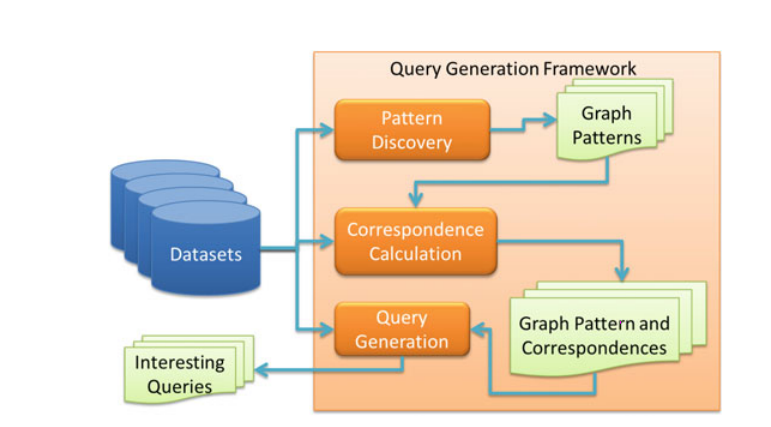 Query Generation Framework
Pattern
Discovery
Graph
Patterns
Correspondence
Calculation
Datasets
Query
Generation
Graph Pattern and
Correspondences
Interesting
Queries